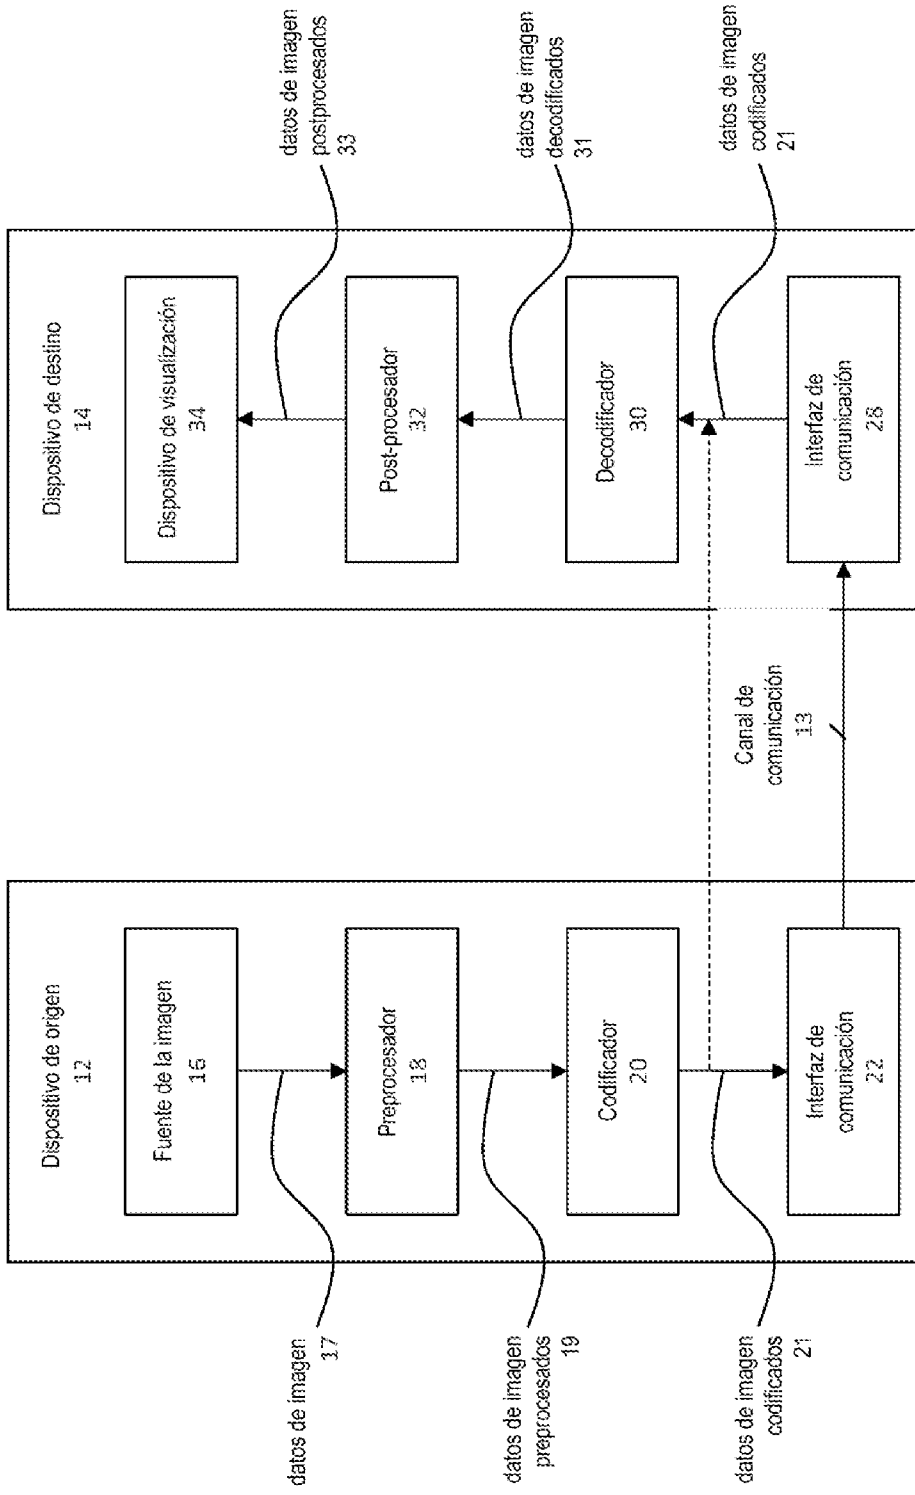 Dispositivo de origen
12
Fuente de la imagen
16
datos de imagen
17
Preprocesador
18
datos de imagen
preprocesados
19
Codificador
20
datos de imagen
codificados
21
Interfaz de
comunicación
22
Canal de
comunicación
13
Dispositivo de destino
14
Dispositivo de visualización
34
datos de imagen
postprocesados
33
Post-procesador
32
datos de imagen
decodificados
31
Decodificador
30
datos de imagen
codificados
21
Interfaz de
comunicación
28